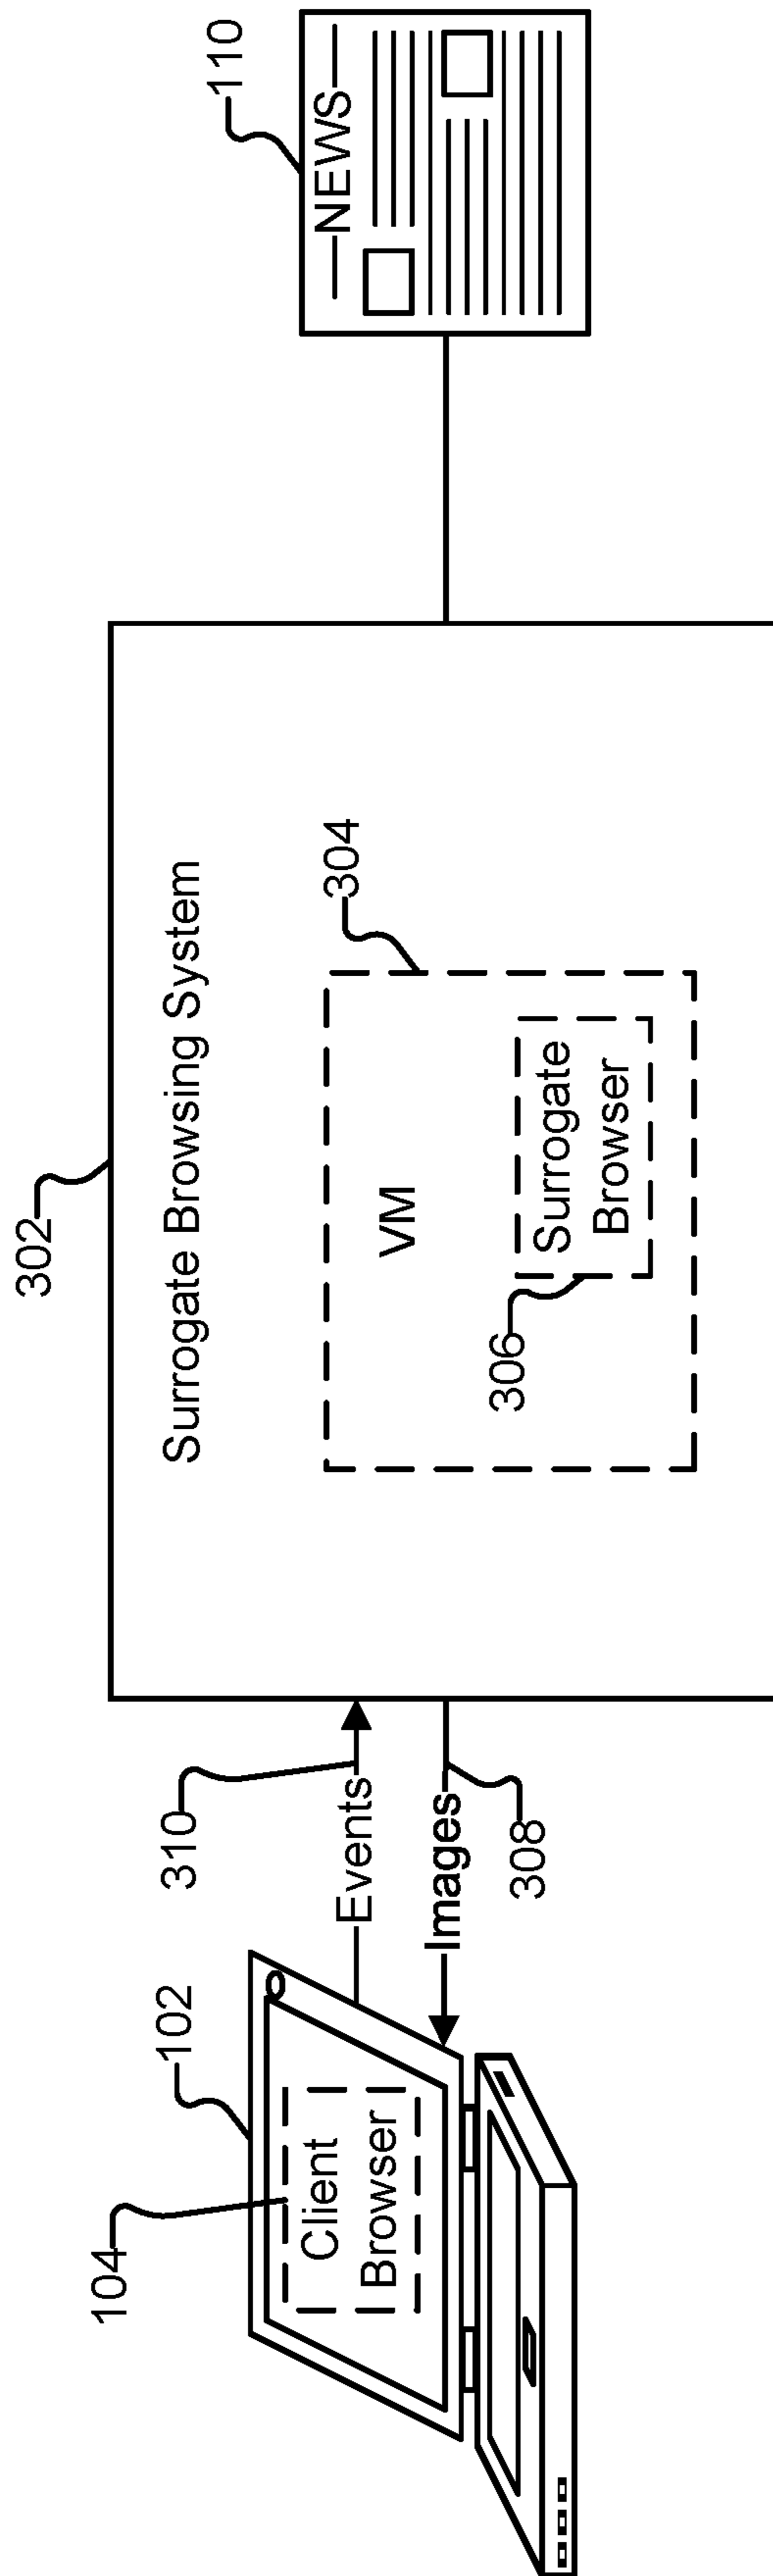 302
Surrogate Browsing System
110
NEWS
102
310
304
104
Client
Browser
Events
VM
Images
306
Surrogate
Browser
308